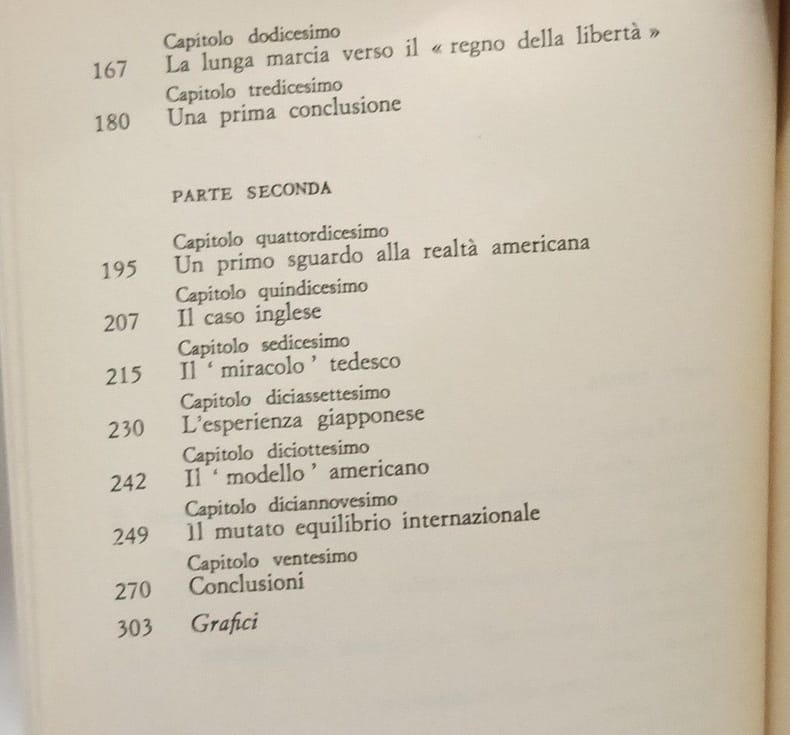 Capitolo dodicesimo
167 La lunga marcia verso il « regno della libertà »
Capitolo tredicesimo
180 Una prima conclusione
PARTE SECONDA
Capitolo quattordicesimo
195 Un primo sguardo alla realtà americana
Capitolo quindicesimo
207 Il caso inglese
Capitolo sedicesimo
215 Il ‘ miracolo ’ tedesco
Capitolo diciassettesimo
230 L'esperienza giapponese
Capitolo diciottesimo
242 Il ‘ modello ’ americano
Capitolo diciannovesimo
249 Il mutato equilibrio internazionale
Capitolo ventesimo
270 Conclusioni
303 Grafici